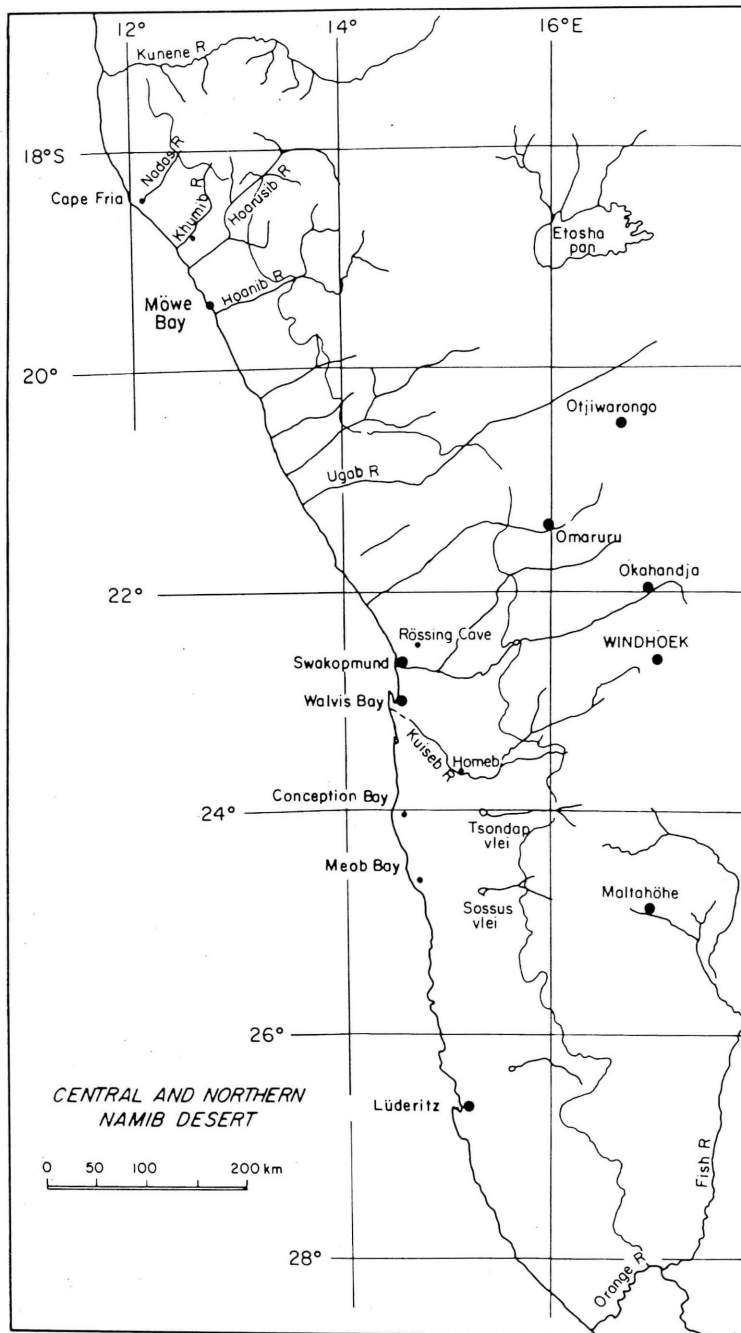 12°
14°
16°E
Kunene R
18°S
Nadas R
Cape Fria
Khumib R
Hoarusib R
Etosha
pan
Hoanib R
Möwe
Bay
20°
Otjiwarongo
Ugab R
Omaruru
Okahandja
22°
Rössing Cave
WINDHOEK
Swakopmund
Walvis Bay
Kuiseb R
Homeb
Conception Bay
24°
Tsondap
vlei
Meob Bay
Maltahöhe
Sossus
vlei
26°
CENTRAL AND NORTHERN
NAMIB DESERT
Lüderitz
0 50 100 200 km
Fish R
28°
Orange R